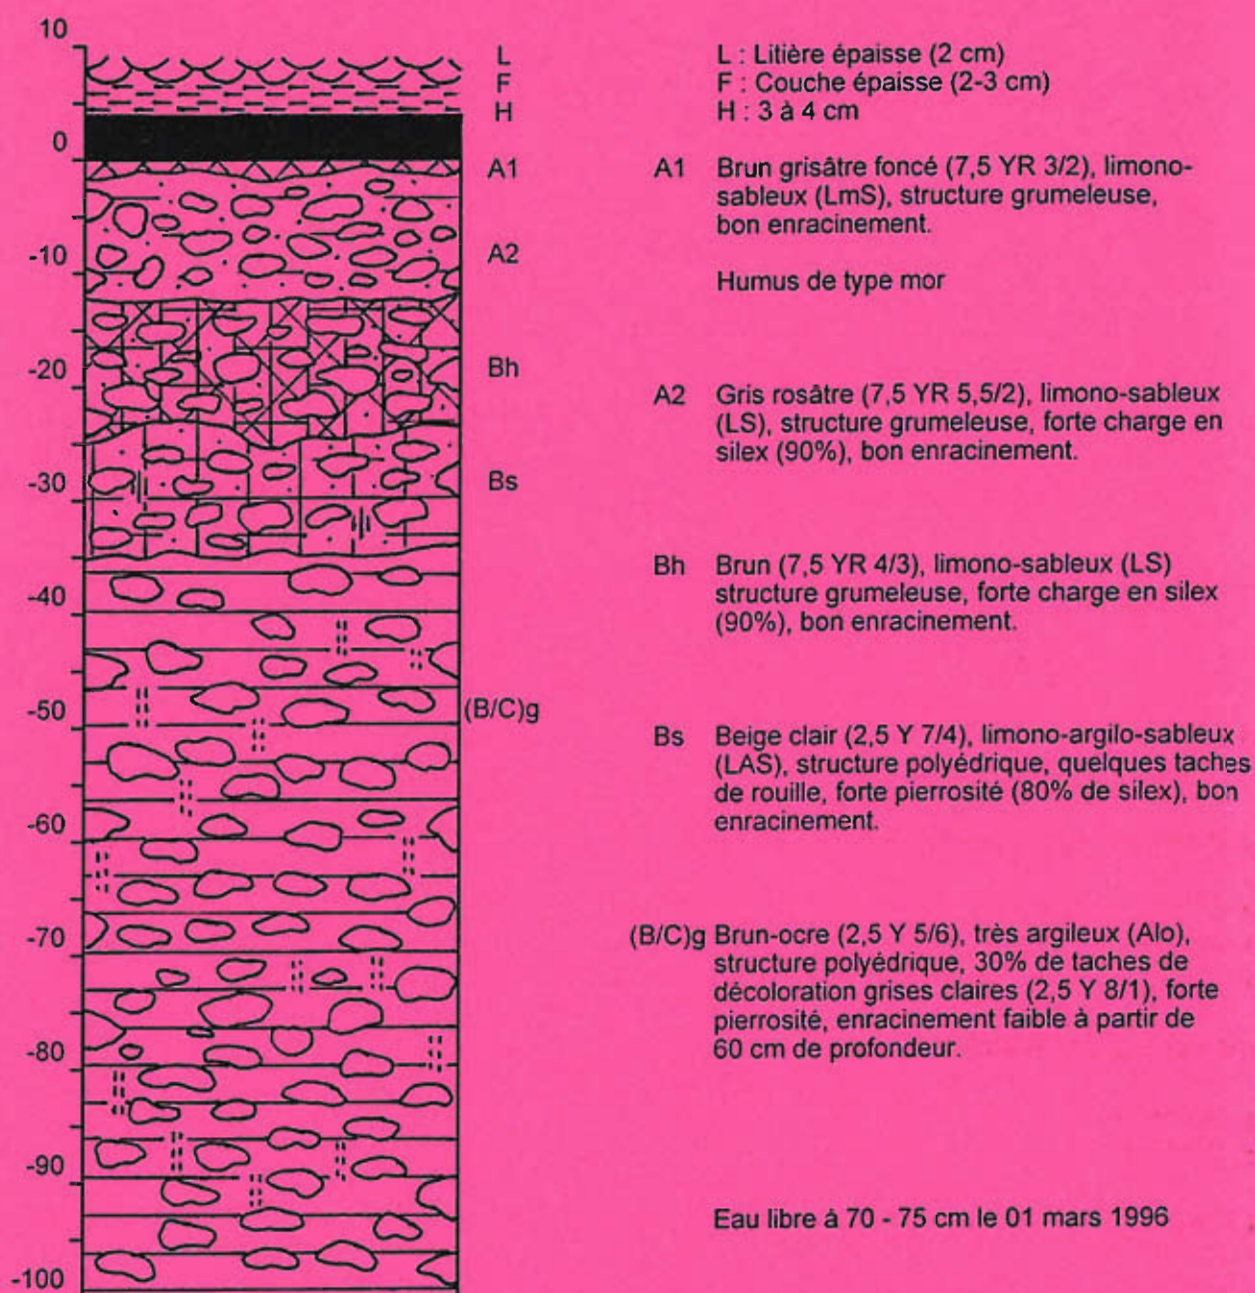 10
0
-10
-20
-30
-40
-50
-60
-70
-80
-90
-100
L
F
H
A1
A2
Bh
Bs
(B/C)g
L : Litière épaisse (2 cm)
F : Couche épaisse (2-3 cm)
H : 3 à 4 cm
A1 Brun grisâtre foncé (7,5 YR 3/2), limono-
sableux (LmS), structure grumeleuse,
bon enracinement.
Humus de type mor
A2 Gris rosâtre (7,5 YR 5,5/2), limono-sableux
(LS), structure grumeleuse, forte charge en
silex (90%), bon enracinement.
Bh Brun (7,5 YR 4/3), limono-sableux (LS)
structure grumeleuse, forte charge en silex
(90%), bon enracinement.
Bs Beige clair (2,5 Y 7/4), limono-argilo-sableux
(LAS), structure polyédrique, quelques taches
de rouille, forte pierrosité (80% de silex), bon
enracinement.
(B/C)g Brun-ocre (2,5 Y 5/6), très argileux (Alo),
structure polyédrique, 30% de taches de
décoloration grises claires (2,5 Y 8/1), forte
pierrosité, enracinement faible à partir de
60 cm de profondeur.
Eau libre à 70 - 75 cm le 01 mars 1996